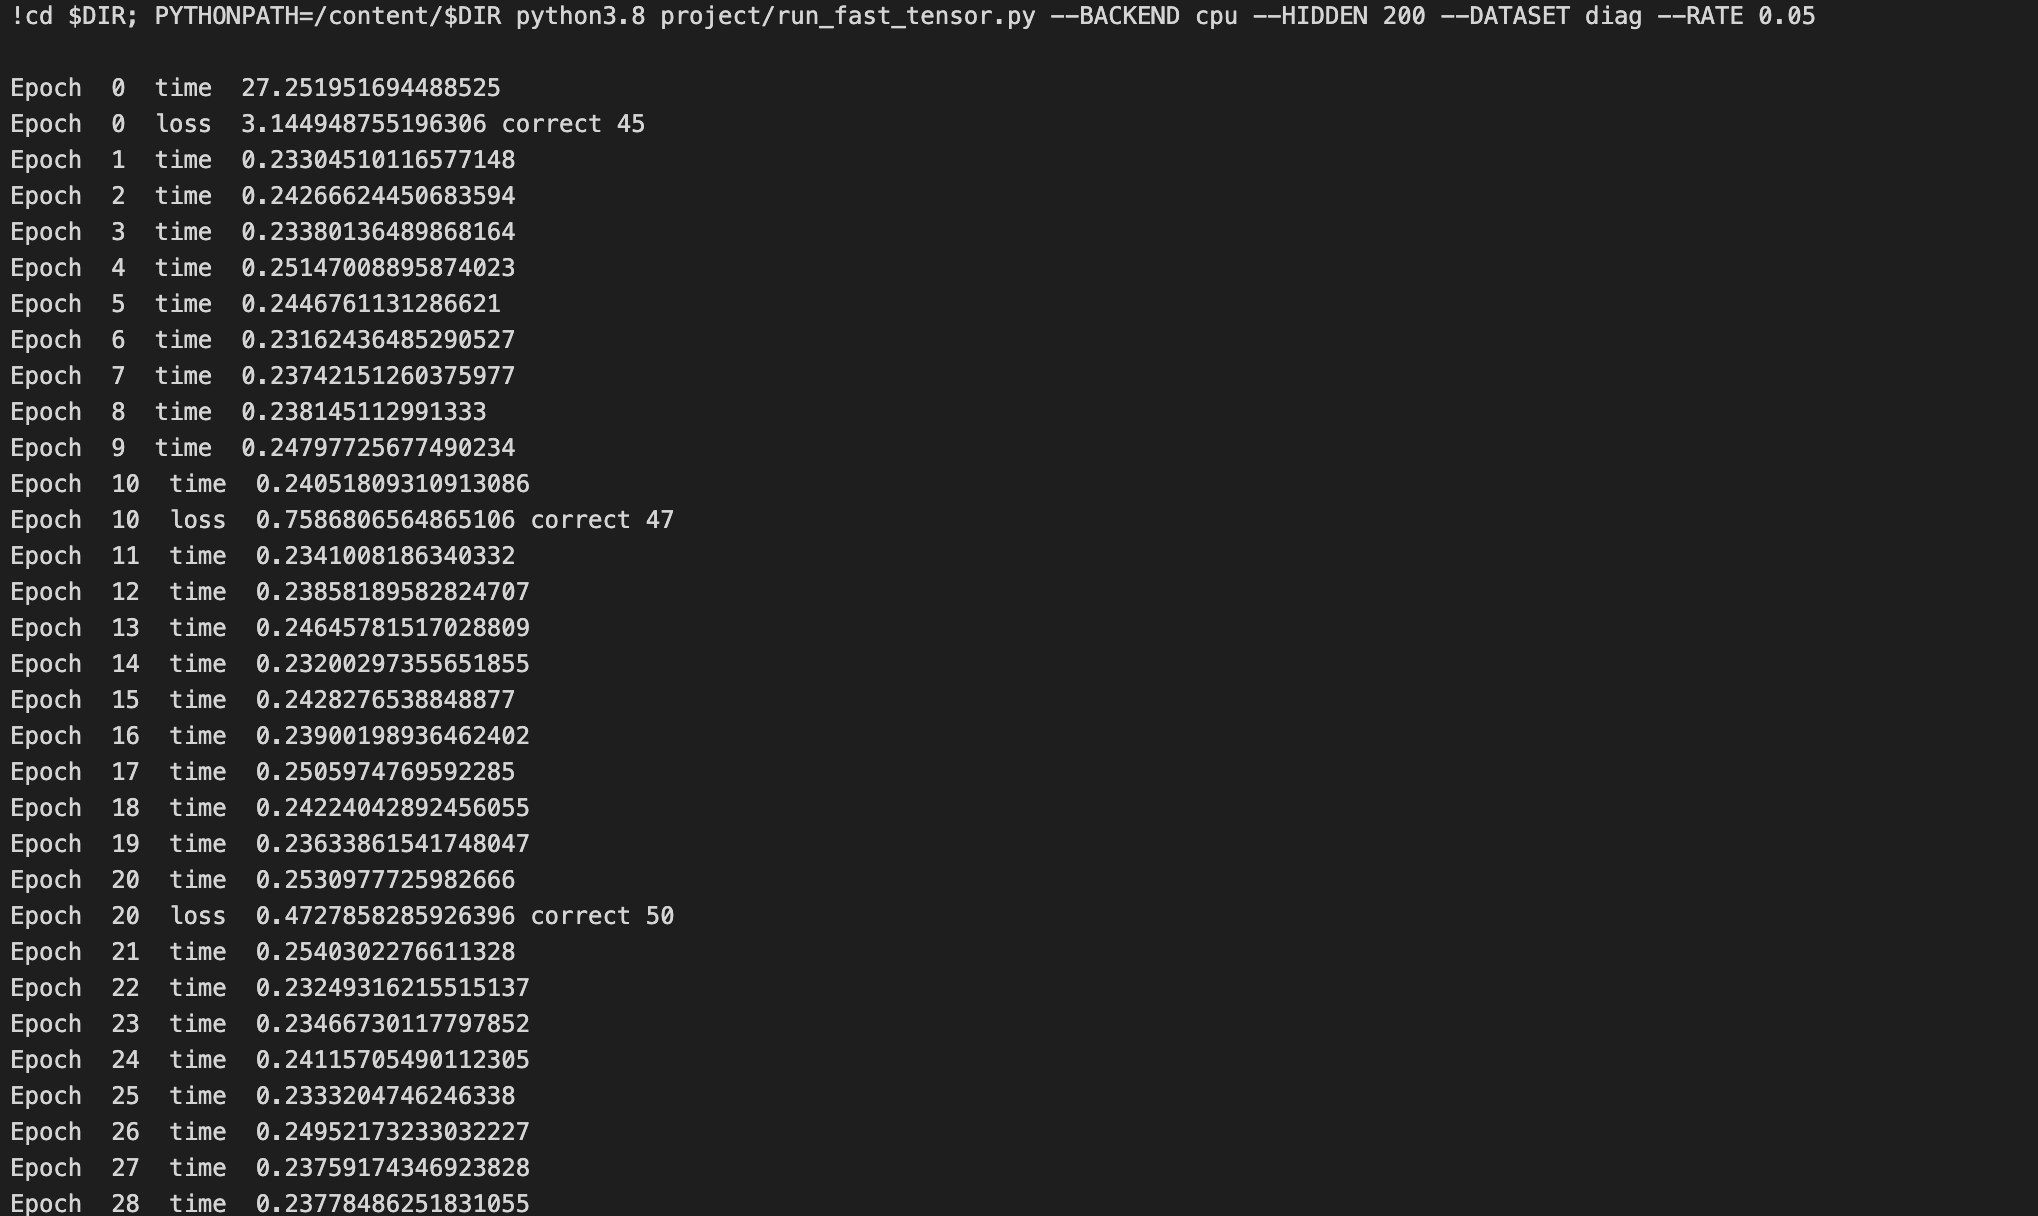 !cd $DIR; PYTHONPATH=/content/$DIR python3.8 project/run_fast_tensor.py --BACKEND cpu --HIDDEN 200 --DATASET diag --RATE 0.05
Epoch  0  time  27.251951694488525
Epoch  0  loss  3.144948755196306 correct 45
Epoch  1  time  0.23304510116577148
Epoch  2  time  0.24266624450683594
Epoch  3  time  0.23380136489868164
Epoch  4  time  0.25147008895874023
Epoch  5  time  0.2446761131286621
Epoch  6  time  0.23162436485290527
Epoch  7  time  0.23742151260375977
Epoch  8  time  0.238145112991333
Epoch  9  time  0.24797725677490234
Epoch  10  time  0.24051809310913086
Epoch  10  loss  0.7586806564865106 correct 47
Epoch  11  time  0.2341008186340332
Epoch  12  time  0.23858189582824707
Epoch  13  time  0.24645781517028809
Epoch  14  time  0.23200297355651855
Epoch  15  time  0.2428276538848877
Epoch  16  time  0.23900198936462402
Epoch  17  time  0.2505974769592285
Epoch  18  time  0.24224042892456055
Epoch  19  time  0.23633861541748047
Epoch  20  time  0.2530977725982666
Epoch  20  loss  0.4727858285926396 correct 50
Epoch  21  time  0.2540302276611328
Epoch  22  time  0.23249316215515137
Epoch  23  time  0.23466730117797852
Epoch  24  time  0.24115705490112305
Epoch  25  time  0.2333204746246338
Epoch  26  time  0.24952173233032227
Epoch  27  time  0.23759174346923828
Epoch  28  time  0.23778486251831055